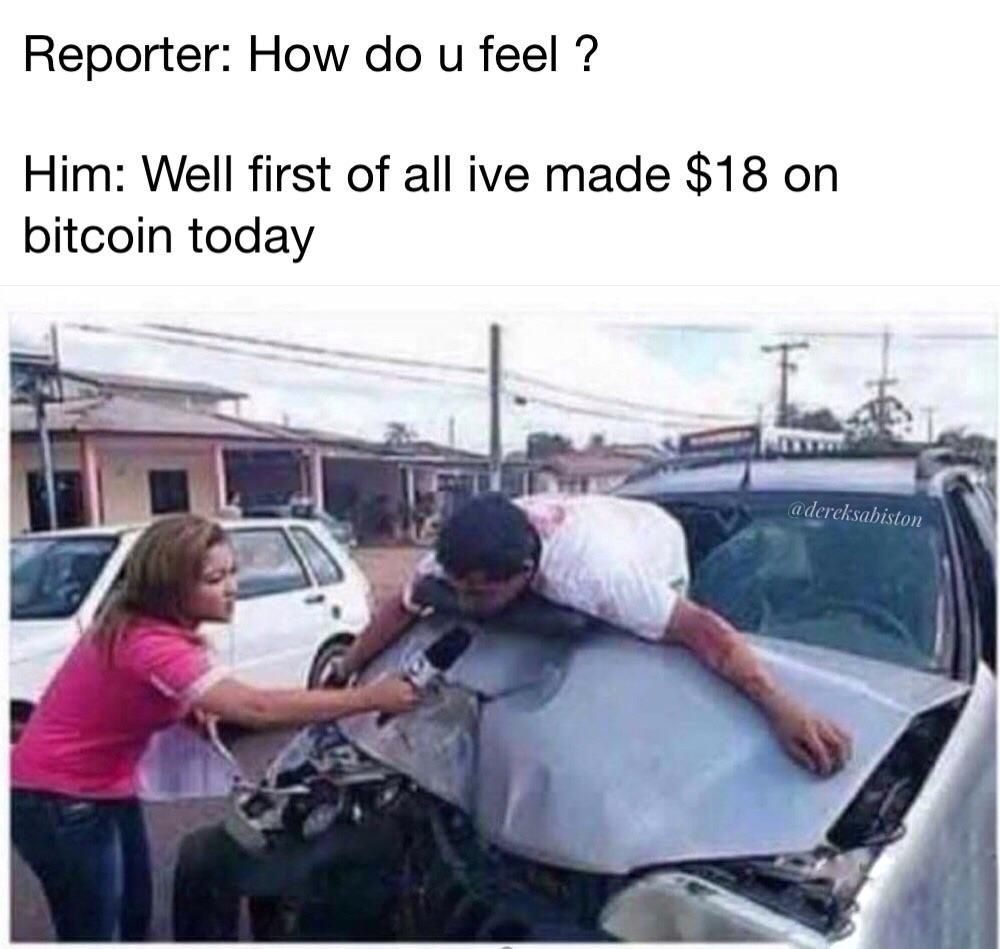 Reporter: How do u feel ?
Him: Well first of all ive made $18 on
bitcoin today
@dereksabiston